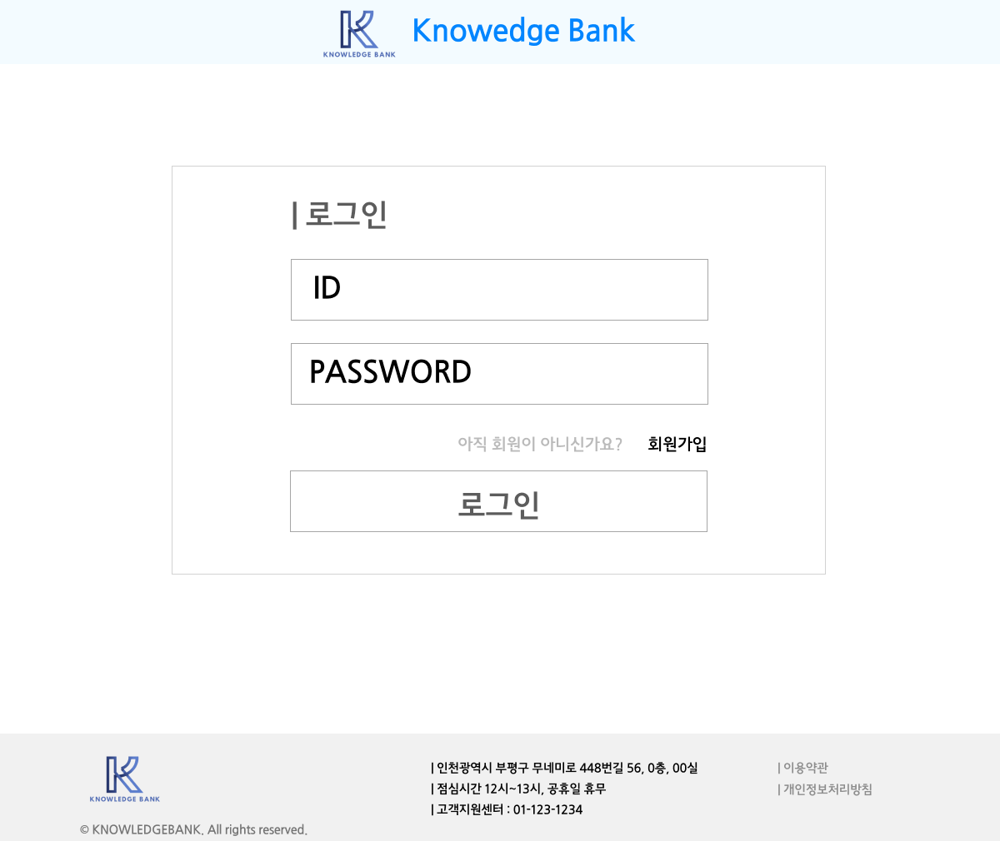 KNOWLEDGE BANK
Knowedge Bank
| 로그인
ID
PASSWORD
아직 회원이 아니신가요? 회원가입
로그인
KNOWLEDGE BANK
© KNOWLEDGEBANK. All rights reserved.
| 인천광역시 부평구 무네미로 448번길 56, 0층, 00실
| 점심시간 12시~13시, 공휴일 휴무
| 고객지원센터 : 01-123-1234
| 이용약관
| 개인정보처리방침